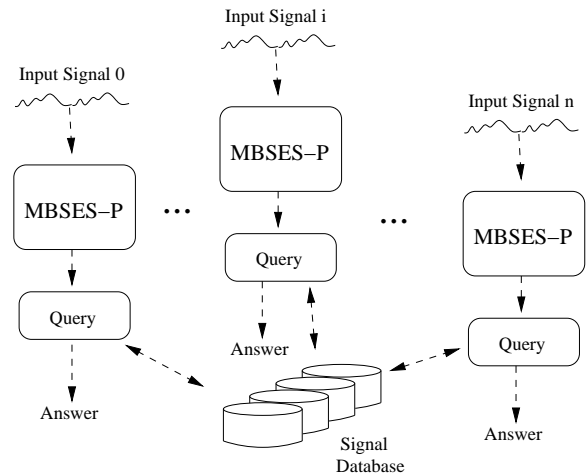 Input Signal i
Input Signal 0
Input Signal n
MBSES–P
MBSES–P
MBSES–P
...
...
Query
Query
Query
Answer
Answer
Answer
Signal
Database